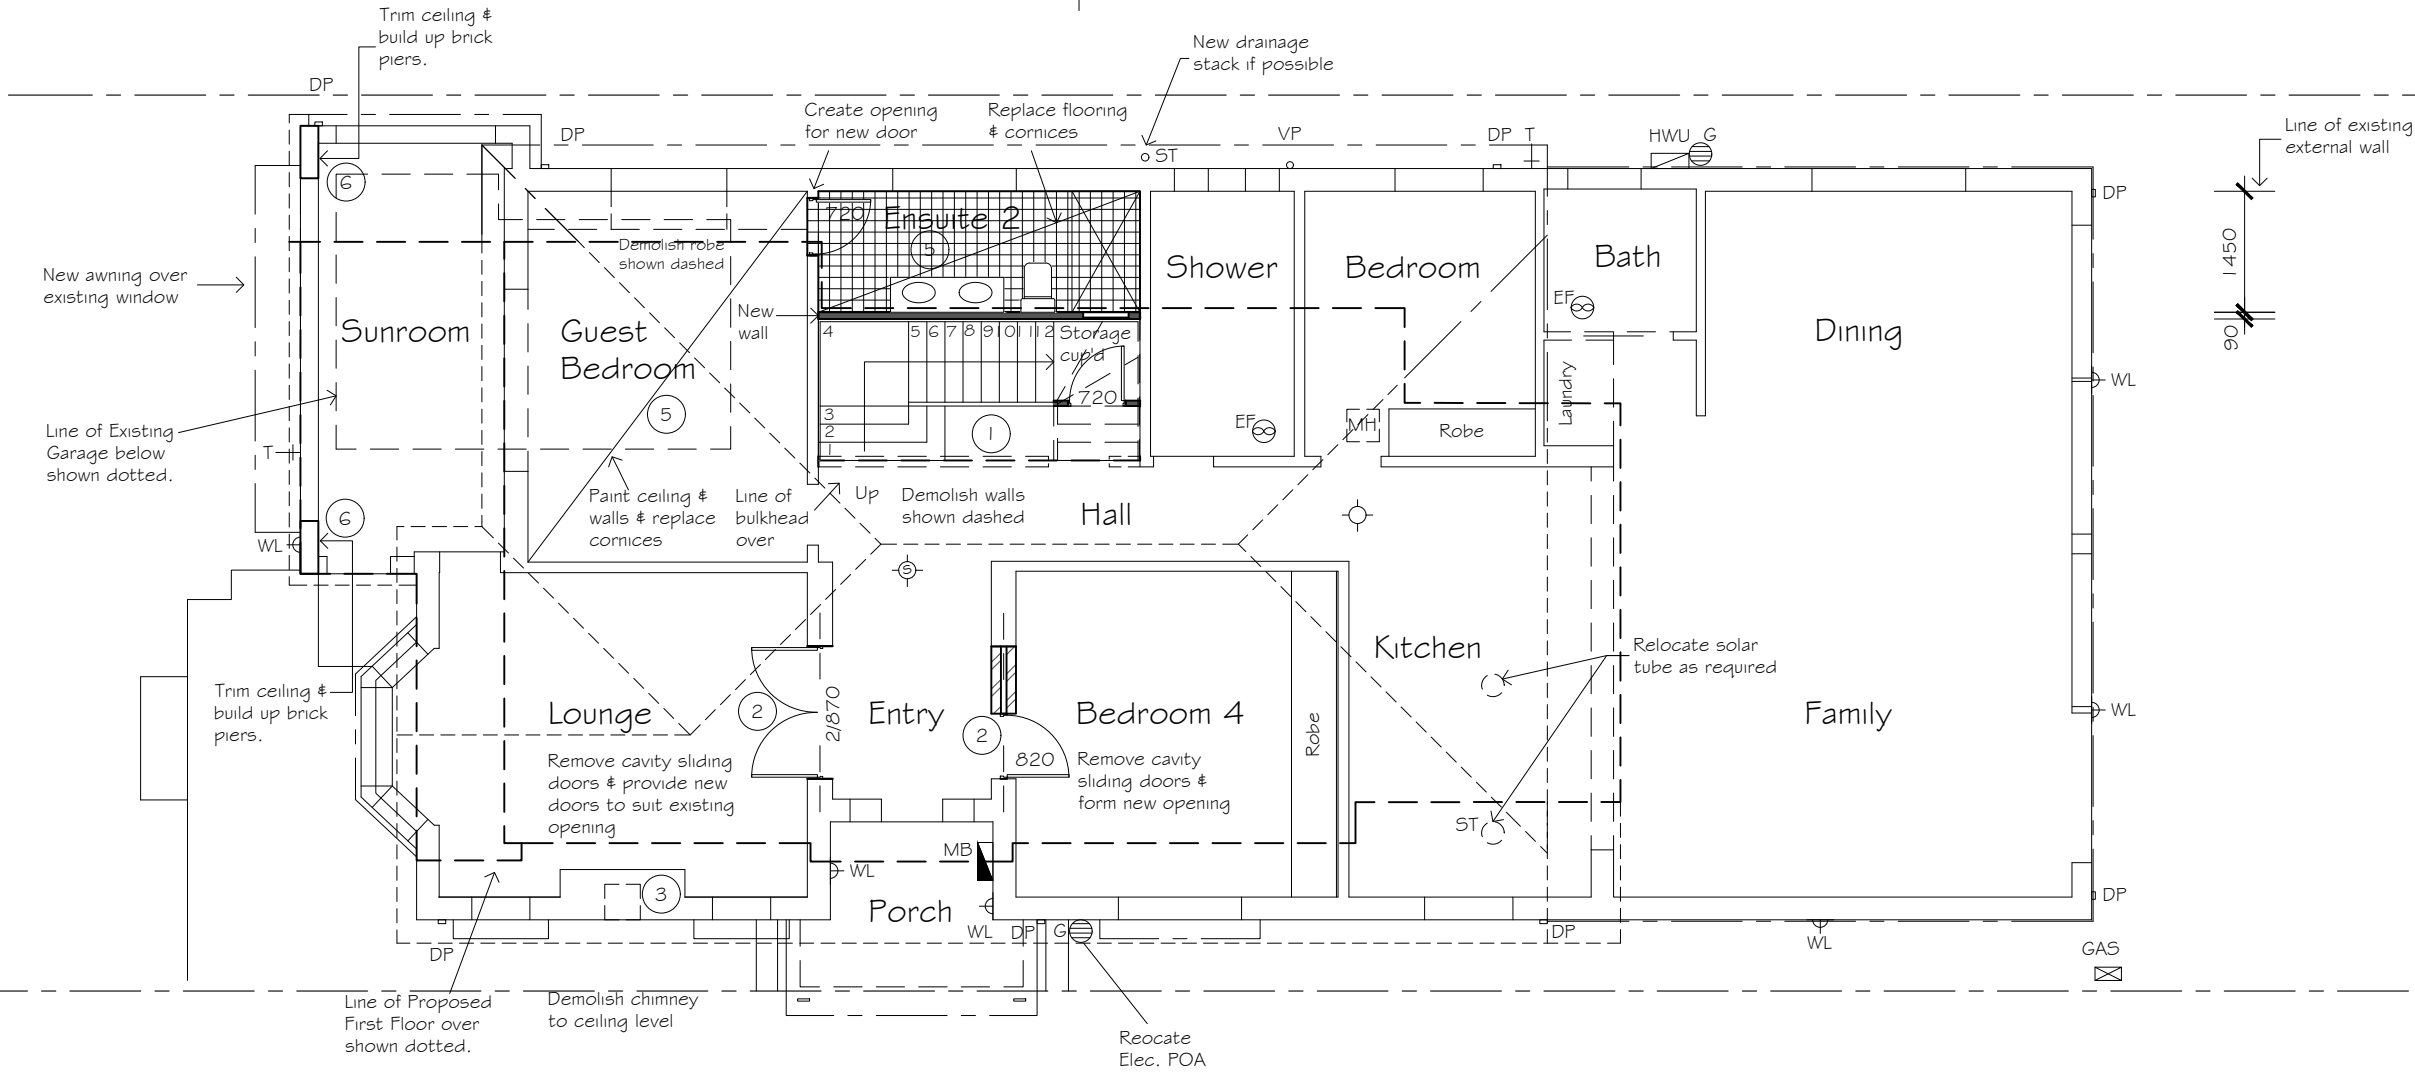 Trim ceiling &
build up brick
piers.
New drainage
stack if possible
DP
Create opening
for new door
Replace flooring
& cornices
Line of existing
external wall
DP
VP
DP
T
HWU
G
ST
6
DP
720
Ensuite 2
5
Demolish robe
shown dashed
1450
90
Shower
Bedroom
Bath
EF
New awning over
existing window
New
wall
Sunroom
Guest
Bedroom
4
5 6 7 8 9 10 11 12
Storage
cup'd
Dining
WL
Laundry
720
5
3
2
1
1
EF
MH
Robe
Line of Existing
Garage below
shown dotted.
T
Paint ceiling &
walls & replace
cornices
Line of
bulkhead
over
Up
Demolish walls
shown dashed
Hall
6
WL
S
Kitchen
Relocate solar
tube as required
Trim ceiling &
build up brick
piers.
Lounge
2
2/870
Entry
2
Bedroom 4
Robe
Family
WL
820
Remove cavity sliding
doors & provide new
doors to suit existing
opening
Remove cavity
sliding doors &
form new opening
ST
MB
WL
3
Porch
DP
WL
DP
G
DP
WL
DP
GAS
Line of Proposed
First Floor over
shown dotted.
Demolish chimney
to ceiling level
Reocate
Elec. POA